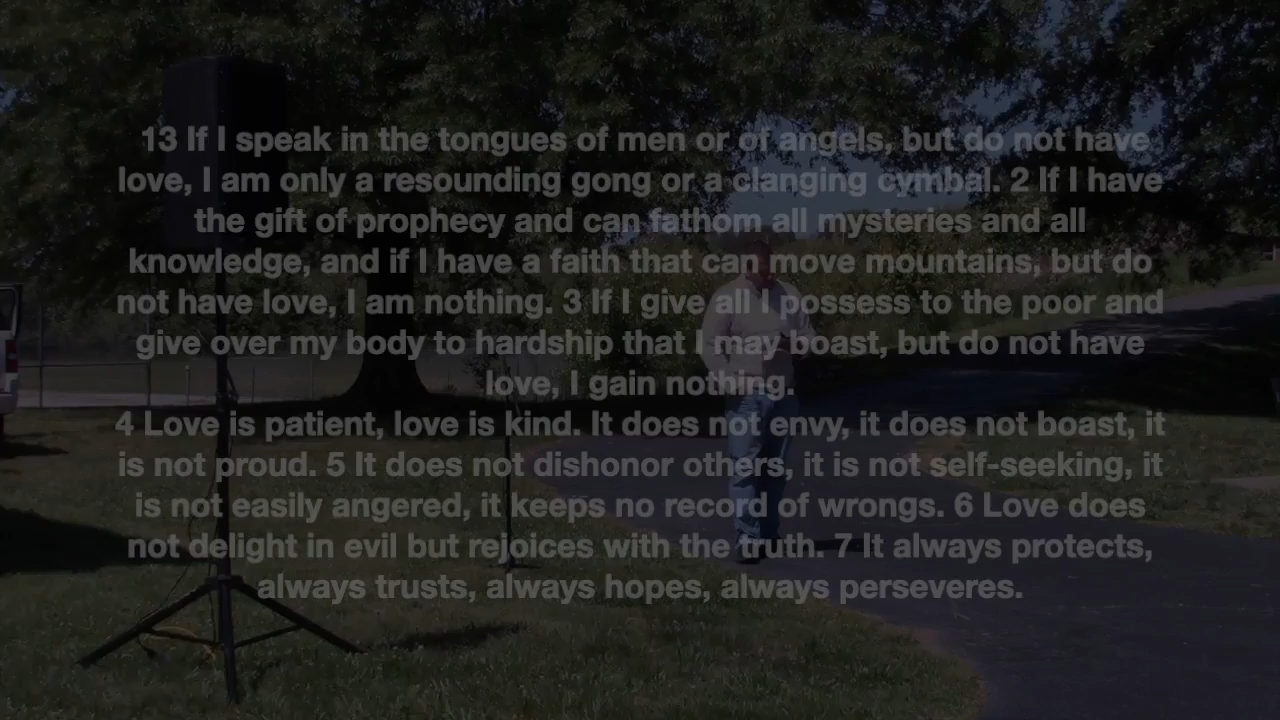 13 If I speak in the tongues of men or of angels, but do not have
love, I am only a resounding gong or a clanging cymbal. 2 If I have
the gift of prophecy and can fathom all mysteries and all
knowledge, and if I have a faith that can move mountains, but do
not have love, I am nothing. 3 If I give all I possess to the poor and
give over my body to hardship that I may boast, but do not have
love, I gain nothing.
4 Love is patient, love is kind. It does not envy, it does not boast, it
is not proud. 5 It does not dishonor others, it is not self-seeking, it
is not easily angered, it keeps no record of wrongs. 6 Love does
not delight in evil but rejoices with the truth. 7 It always protects,
always trusts, always hopes, always perseveres.